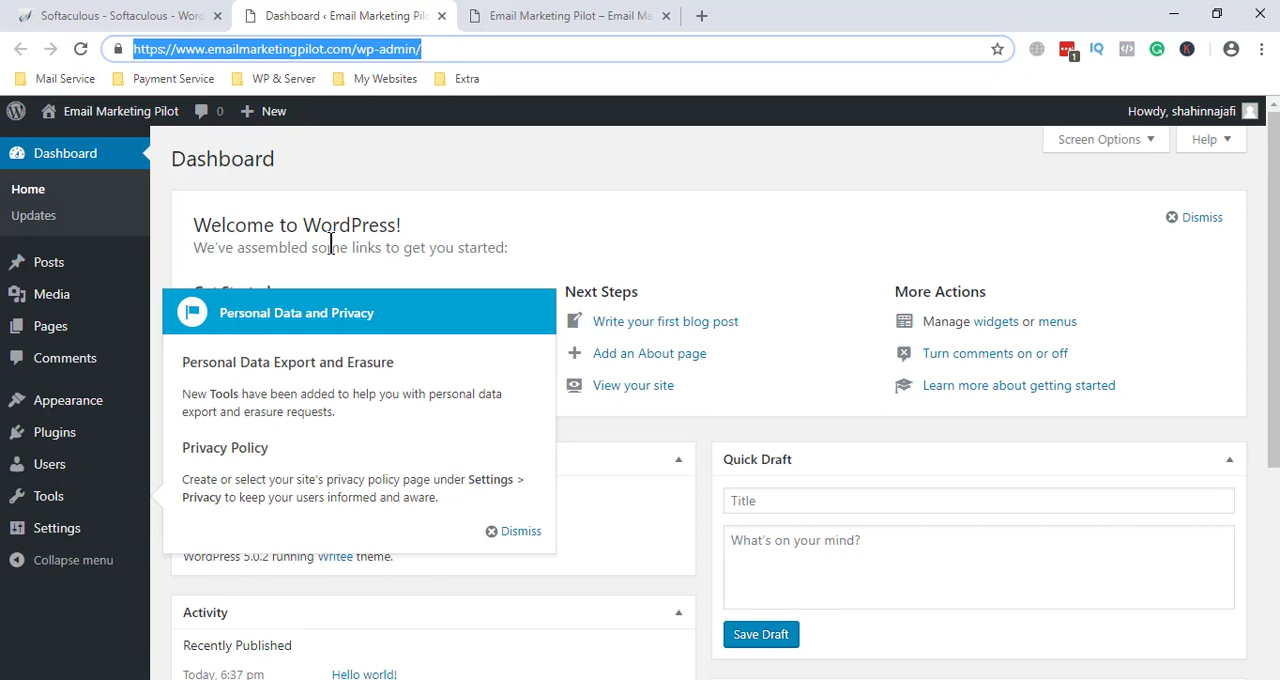 Softaculous - Softaculous - Word
Dashboard ‹ Email Marketing Pilo
Email Marketing Pilot – Email Ma
https://www.emailmarketingpilot.com/wp-admin/
1
IQ
K
Mail Service
Payment Service
WP & Server
My Websites
Extra
Email Marketing Pilot
0
New
Howdy, shahinnajafi
Dashboard
Home
Updates
Posts
Media
Pages
Comments
Appearance
Plugins
Users
Tools
Settings
Collapse menu
Dashboard
Screen Options
Help
Welcome to WordPress!
We've assembled some links to get you started:
Dismiss
Personal Data and Privacy
Personal Data Export and Erasure
New Tools have been added to help you with personal data
export and erasure requests.
Privacy Policy
Create or select your site's privacy policy page under Settings >
Privacy to keep your users informed and aware.
Dismiss
Next Steps
Write your first blog post
Add an About page
View your site
More Actions
Manage widgets or menus
Turn comments on or off
Learn more about getting started
WordPress 5.0.2 running Writee theme.
Activity
Recently Published
Today, 6:37 pm
Hello world!
Quick Draft
Title
What's on your mind?
Save Draft